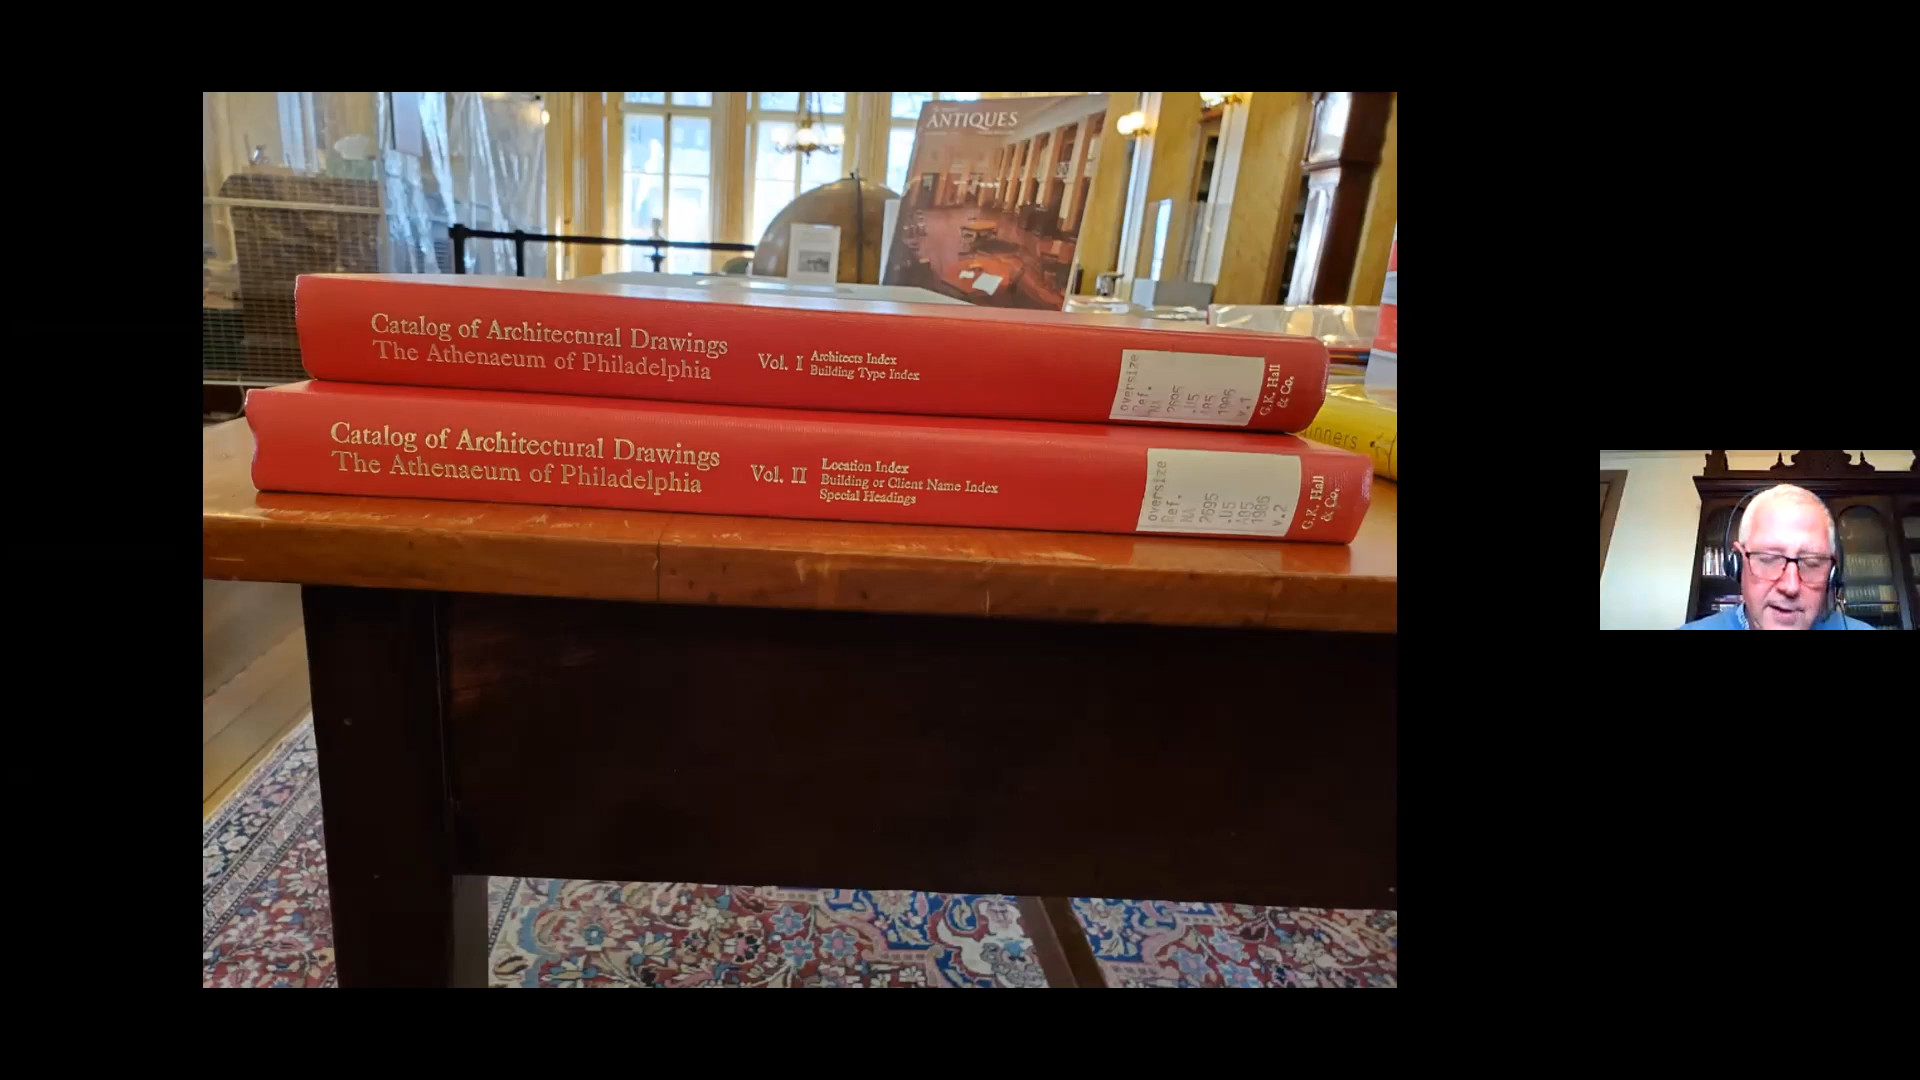 ANTIQUES
Catalog of Architectural Drawings
The Athenaeum of Philadelphia
Vol. I
Architects Index
Building Type Index
oversize
Ref.
NA
2695
.U5
A85
1986
v.1
G.K. Hall
& Co.
Catalog of Architectural Drawings
The Athenaeum of Philadelphia
Vol. II
Location Index
Building or Client Name Index
Special Headings
oversize
Ref.
NA
2695
.U5
A85
1986
v.2
G.K. Hall
& Co.